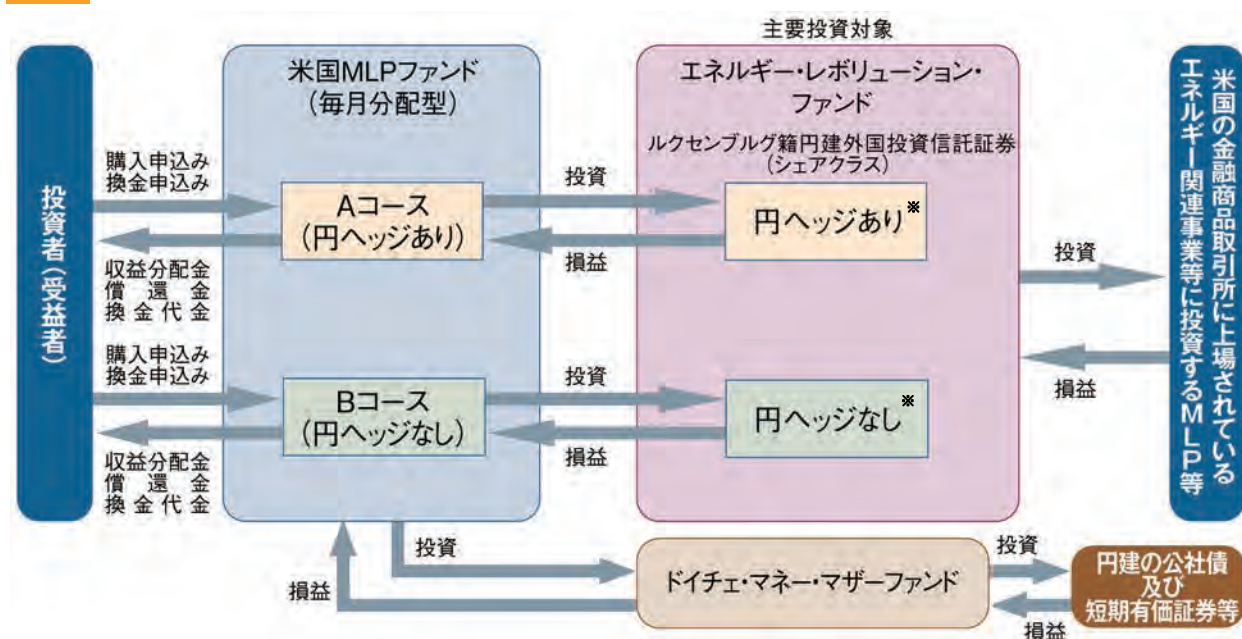 投資者（受益者）
購入申込み
換金申込み
収益分配金
償還金
換金代金
購入申込み
換金申込み
収益分配金
償還金
換金代金
米国MLPファンド
（毎月分配型）
Aコース
（円ヘッジあり）
Bコース
（円ヘッジなし）
投資
損益
投資
損益
主要投資対象
エネルギー・レボリューション・
ファンド
ルクセンブルグ籍円建外国投資信託証券
（シェアクラス）
円ヘッジあり※
円ヘッジなし※
投資
損益
米国の金融商品取引所に上場されている
エネルギー関連事業等に投資するMLP等
投資
損益
ドイチェ・マネー・マザーファンド
投資
損益
円建の公社債
及び
短期有価証券等